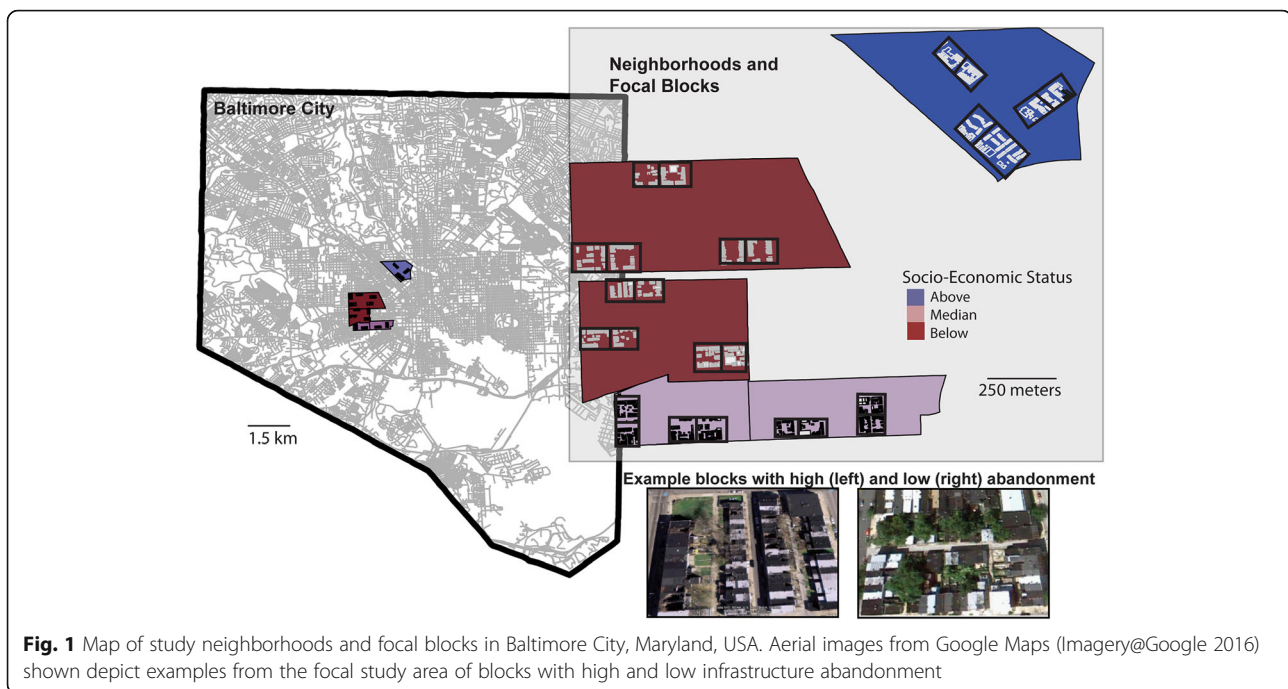 Neighborhoods and
Focal Blocks
Baltimore City
Socio-Economic Status
Above
Median
Below
250 meters
1.5 km
Example blocks with high (left) and low (right) abandonment
Fig. 1 Map of study neighborhoods and focal blocks in Baltimore City, Maryland, USA. Aerial images from Google Maps (Imagery@Google 2016)
shown depict examples from the focal study area of blocks with high and low infrastructure abandonment